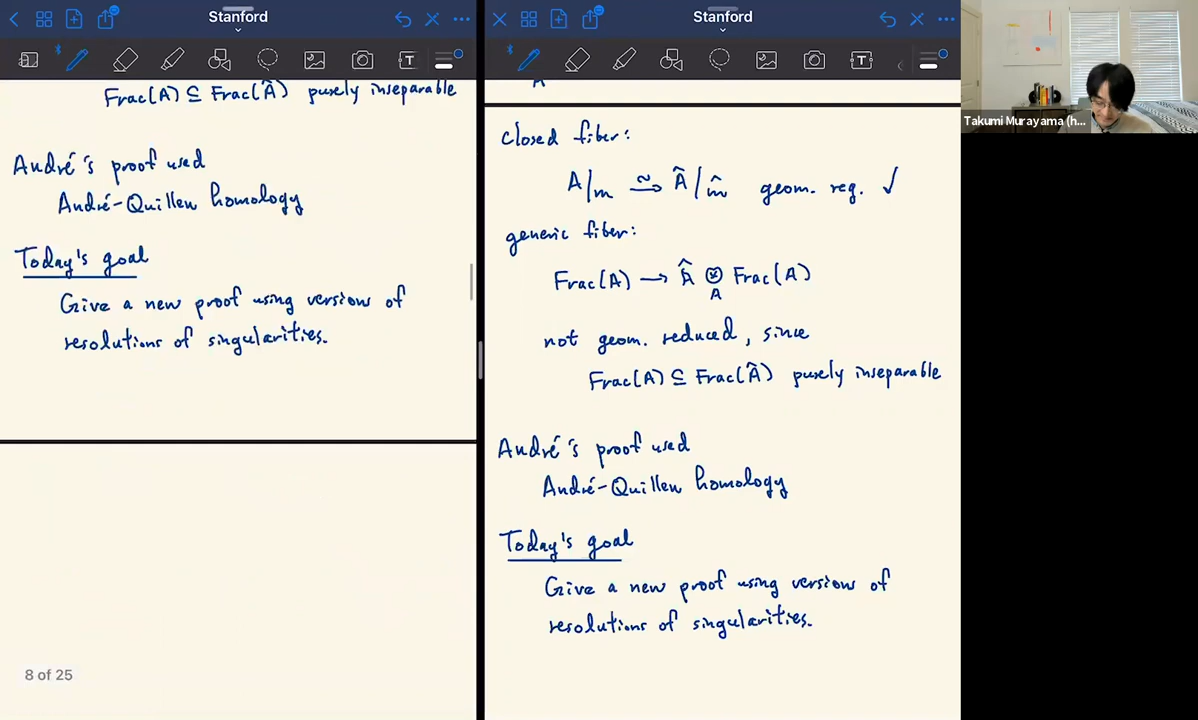 Stanford
Frac(A) ⊆ Frac(Â) purely inseparable
André's proof used
André-Quillen homology
Today's goal
Give a new proof using versions of
resolutions of singularities.
8 of 25
Stanford
A
closed fiber:
A/m ⥲ Â/m̂ geom. reg. ✓
generic fiber:
Frac(A) → Â ⊗ Frac(A)
A
not geom. reduced, since
Frac(A) ⊆ Frac(Â) purely inseparable
André's proof used
André-Quillen homology
Today's goal
Give a new proof using versions of
resolutions of singularities.
Takumi Murayama (h...